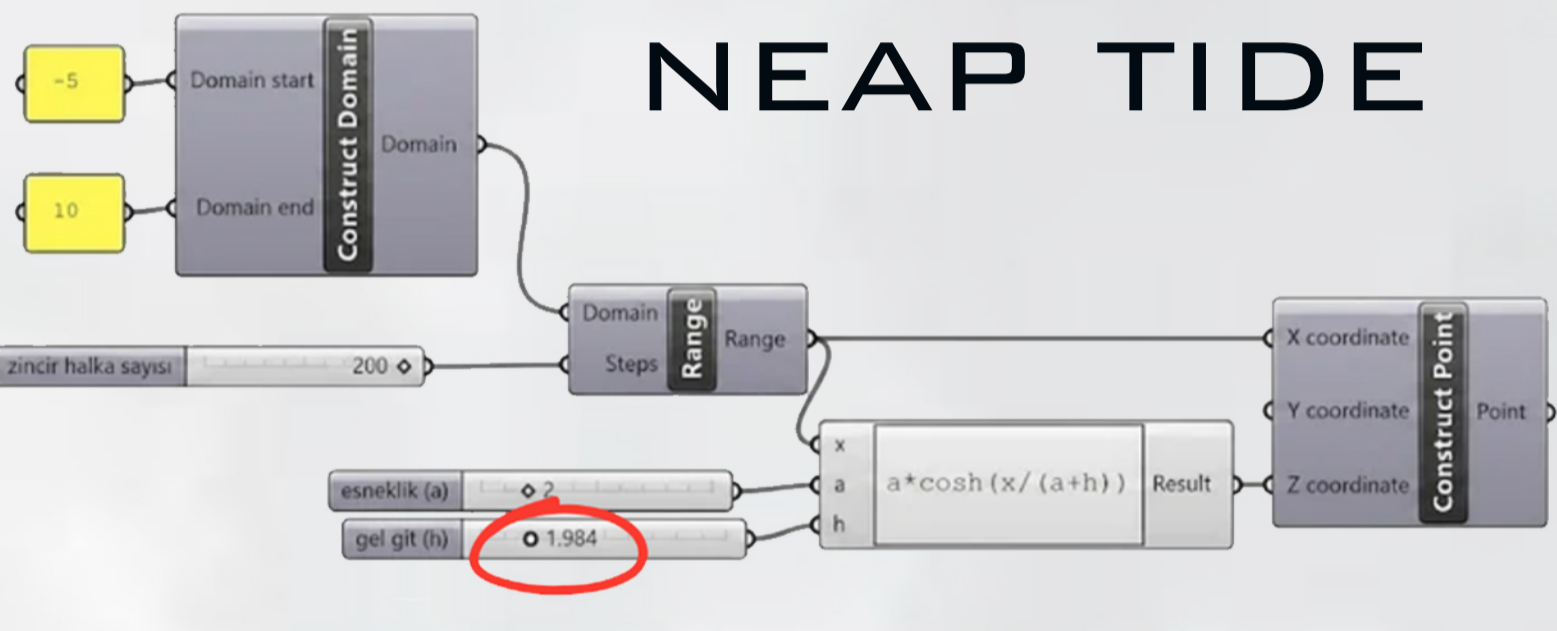 NEAP TIDE
-5
Domain start
Construct Domain
Domain
10
Domain end
Domain
Steps
Range
Range
zincir halka sayısı
200
X coordinate
Y coordinate
Z coordinate
Construct Point
Point
x
a
h
a*cosh(x/(a+h))
Result
esneklik (a)
2
gel git (h)
1.984